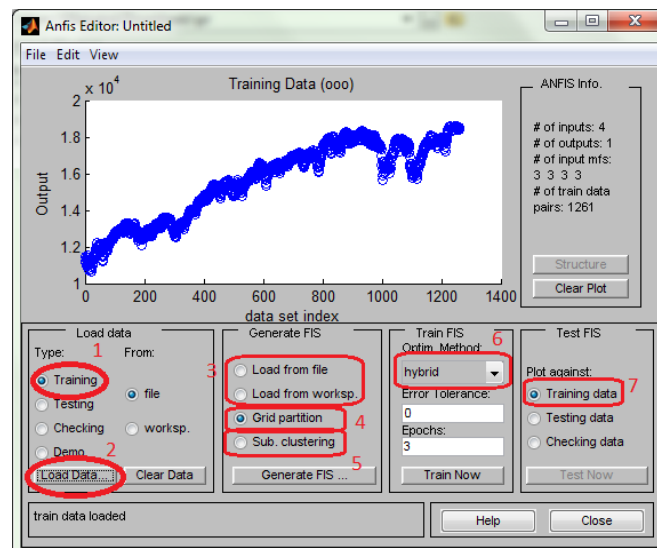 Anfis Editor: Untitled
File Edit View
x 10^4
Training Data (ooo)
2
1.8
1.6
1.4
1.2
1
Output
0 200 400 600 800 1000 1200 1400
data set index
ANFIS Info.
# of inputs: 4
# of outputs: 1
# of input mfs:
3 3 3 3
# of train data
pairs: 1261
Structure
Clear Plot
Load data
1
Type: From:
Training
file
Testing
Checking worksp.
Demo
2
Load Data... Clear Data
Generate FIS
3
Load from file
Load from worksp.
Grid partition
4
Sub. clustering
5
Generate FIS ...
Train FIS
6
Optim. Method:
hybrid
Error Tolerance:
0
Epochs:
3
Train Now
Test FIS
Plot against:
Training data
7
Testing data
Checking data
Test Now
train data loaded
Help Close